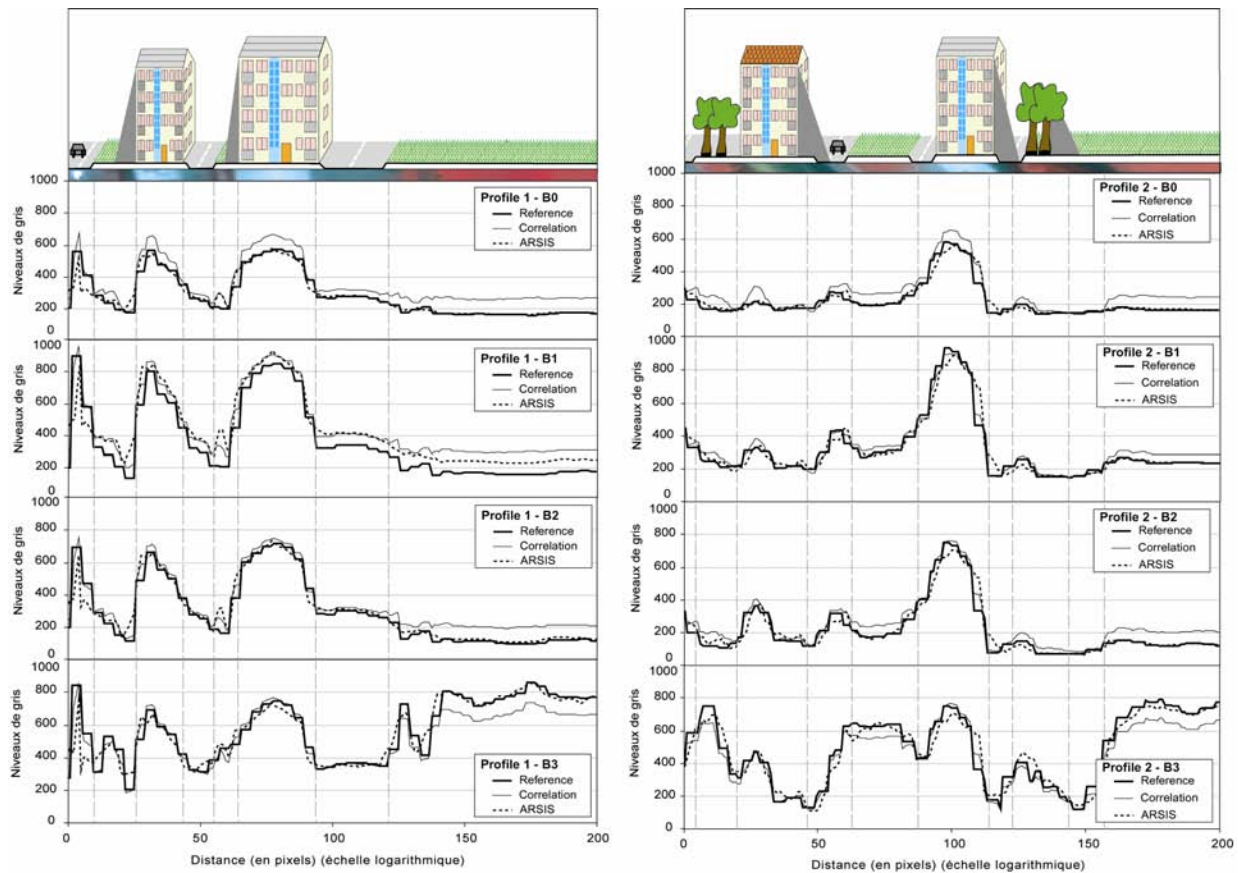 1000
800
600
400
200
0
Niveaux de gris
Profile 1 - B0
Reference
Correlation
ARSIS
1000
800
600
400
200
0
Niveaux de gris
Profile 1 - B1
Reference
Correlation
ARSIS
1000
800
600
400
200
0
Niveaux de gris
Profile 1 - B2
Reference
Correlation
ARSIS
1000
800
600
400
200
0
Niveaux de gris
Profile 1 - B3
Reference
Correlation
ARSIS
0 50 100 150 200
Distance (en pixels) (échelle logarithmique)
1000
800
600
400
200
0
Niveaux de gris
Profile 2 - B0
Reference
Correlation
ARSIS
1000
800
600
400
200
0
Niveaux de gris
Profile 2 - B1
Reference
Correlation
ARSIS
1000
800
600
400
200
0
Niveaux de gris
Profile 2 - B2
Reference
Correlation
ARSIS
1000
800
600
400
200
0
Niveaux de gris
Profile 2 - B3
Reference
Correlation
ARSIS
0 50 100 150 200
Distance (en pixels) (échelle logarithmique)